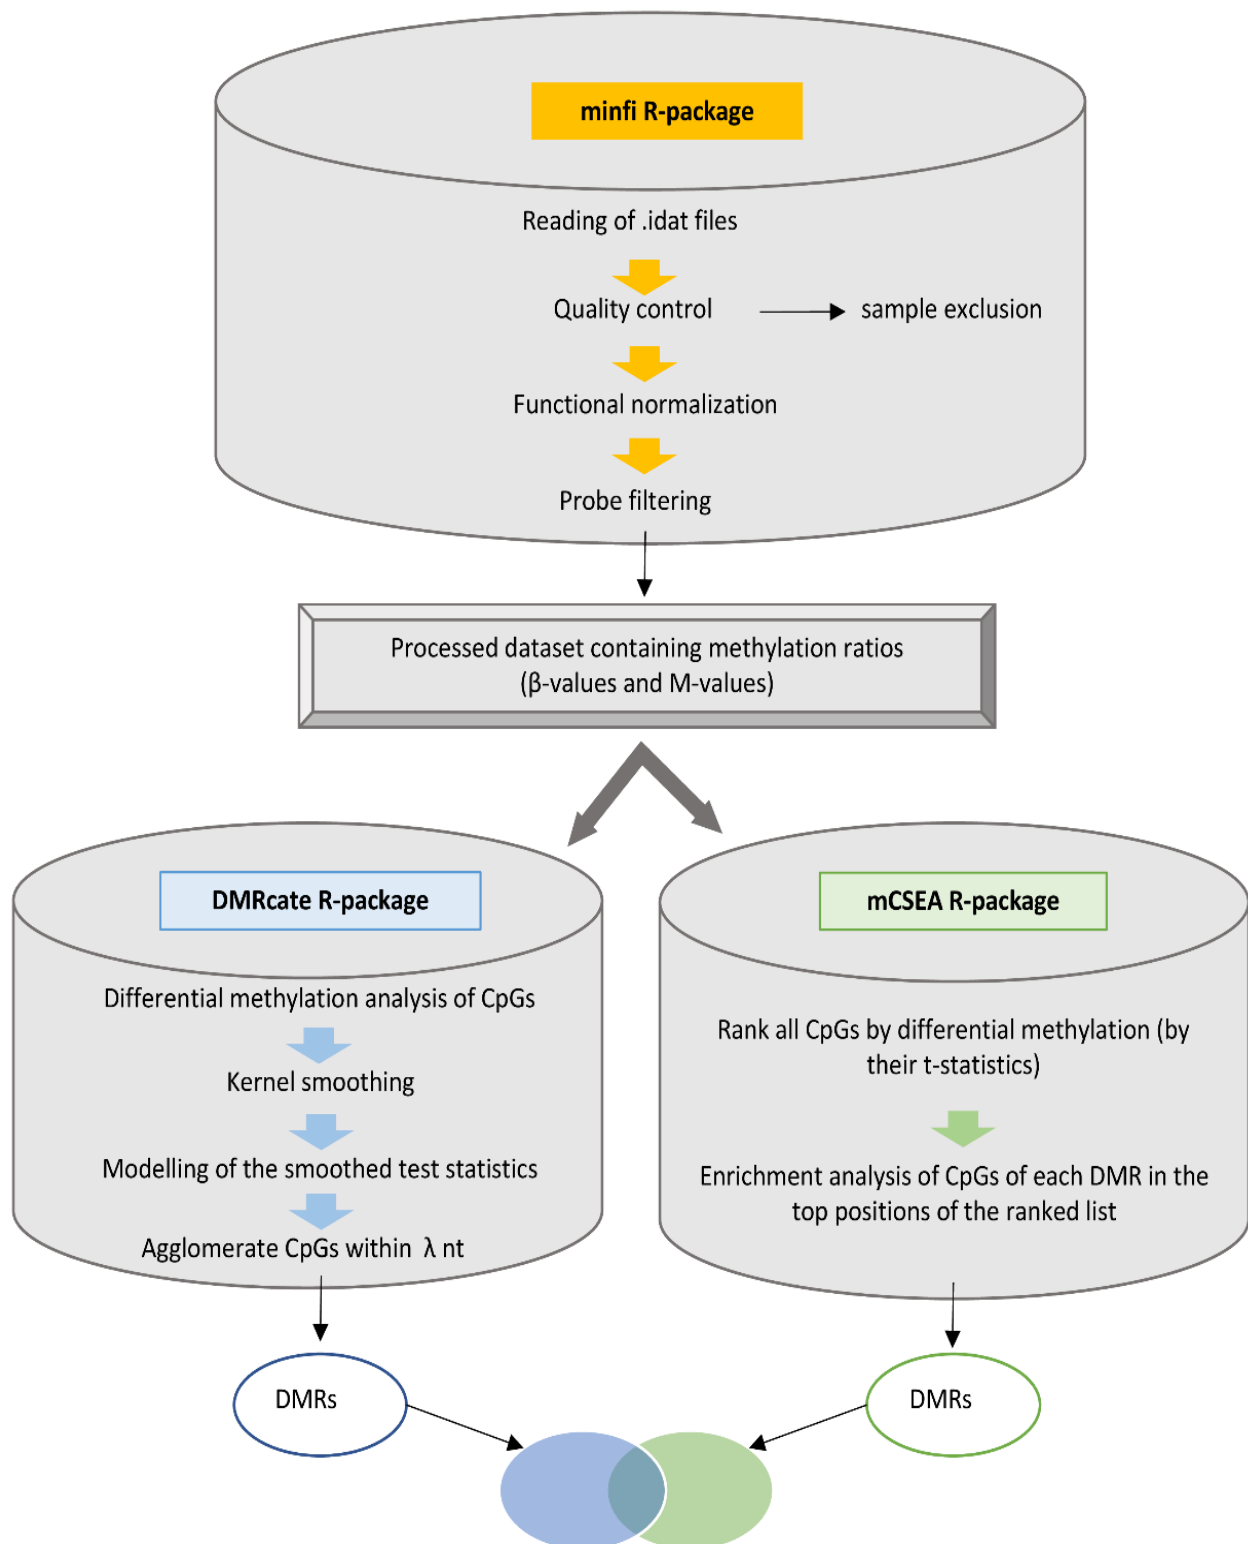 minfi R-package
Reading of .idat files
Quality control
sample exclusion
Functional normalization
Probe filtering
Processed dataset containing methylation ratios
(β-values and M-values)
DMRcate R-package
Differential methylation analysis of CpGs
Kernel smoothing
Modelling of the smoothed test statistics
Agglomerate CpGs within λ nt
DMRs
mCSEA R-package
Rank all CpGs by differential methylation (by
their t-statistics)
Enrichment analysis of CpGs of each DMR in the
top positions of the ranked list
DMRs